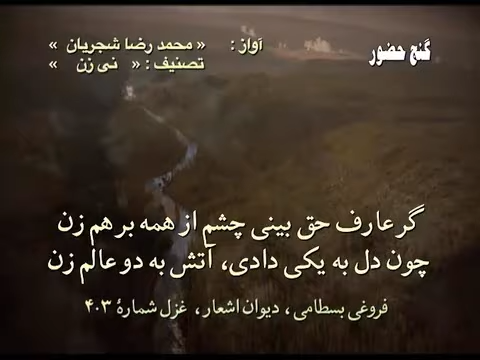 گنج حضور
آواز : « محمد رضا شجریان »
تصنیف : « نی زن »
گر عارف حق بینی چشم از همه بر هم زن
چون دل به یکی دادی، آتش به دو عالم زن
فروغی بسطامی ، دیوان اشعار ، غزل شمارهٔ ۴۰۳